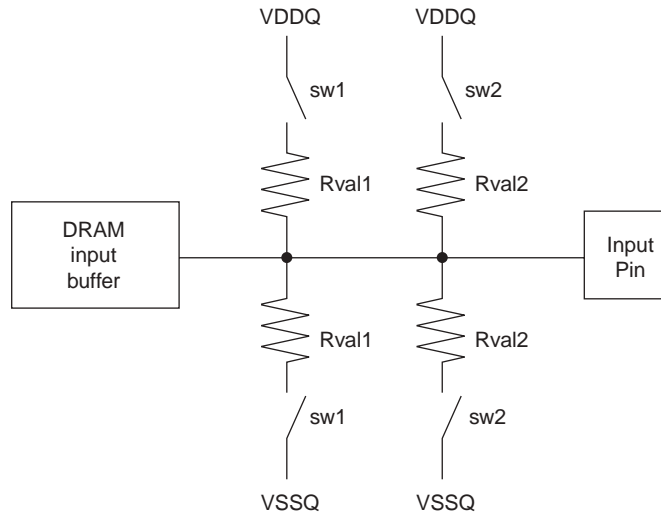 VDDQ
VDDQ
sw1
sw2
Rval1
Rval2
DRAM
input
buffer
Input
Pin
Rval1
Rval2
sw1
sw2
VSSQ
VSSQ